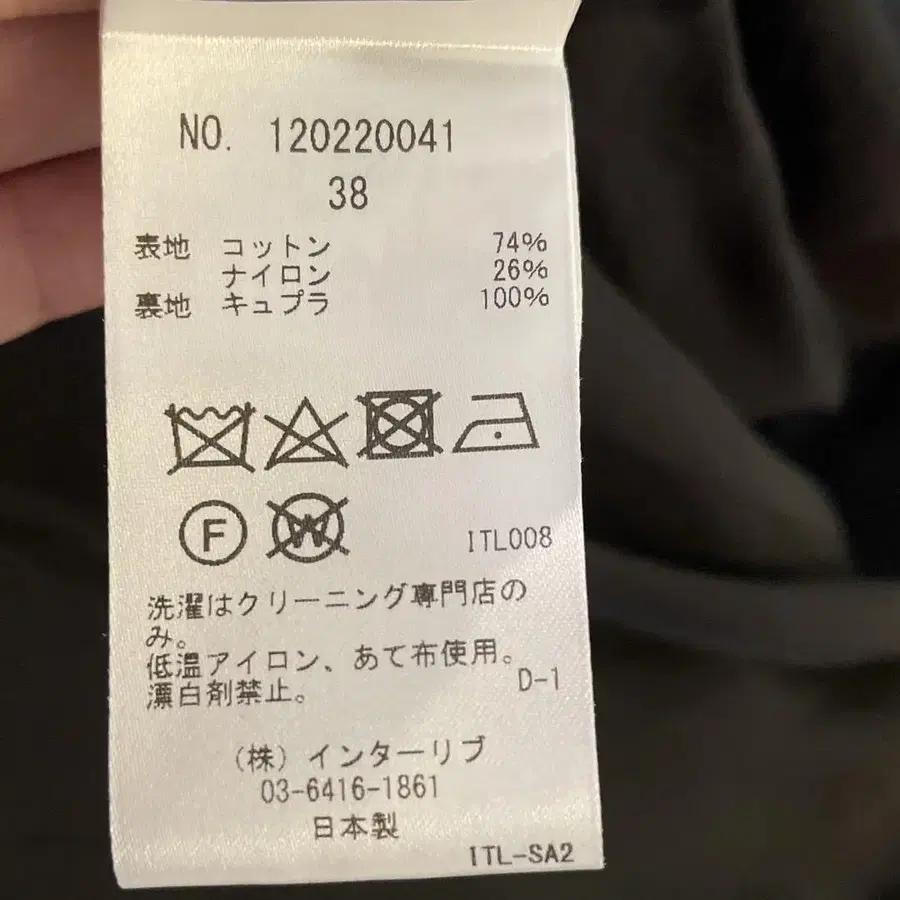 NO. 120220041
38
表地 コットン 74%
ナイロン 26%
裏地 キュプラ 100%
F W
ITL008
洗濯はクリーニング専門店の
み。
低温アイロン、あて布使用。
漂白剤禁止。
D-1
(株)インターリブ
03-6416-1861
日本製
ITL-SA2